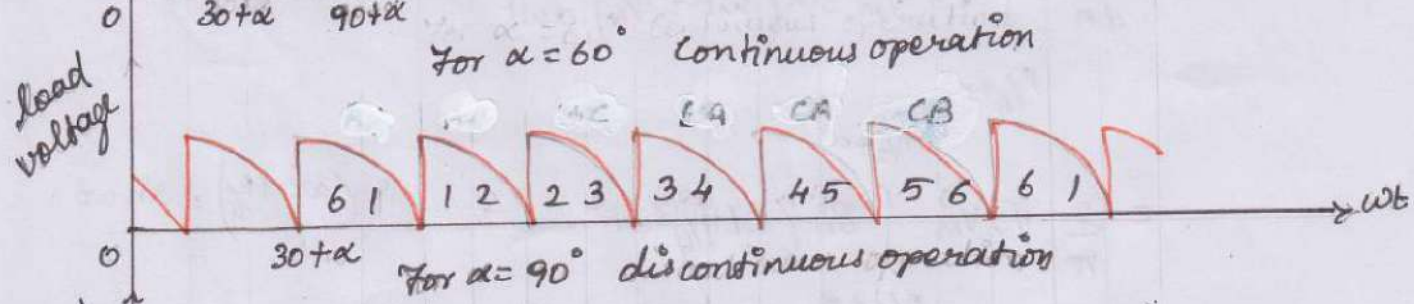 0 30+α 90+α
For α = 60° continuous operation
load voltage
CA CB
6 1 1 2 2 3 3 4 4 5 5 6 6 1
ωt
0 30+α
For α = 90° discontinuous operation